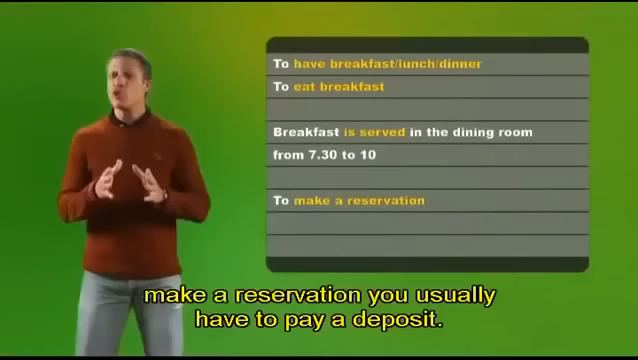 To have breakfast/lunch/dinner
To eat breakfast
Breakfast is served in the dining room
from 7.30 to 10
To make a reservation
make a reservation you usually
have to pay a deposit.